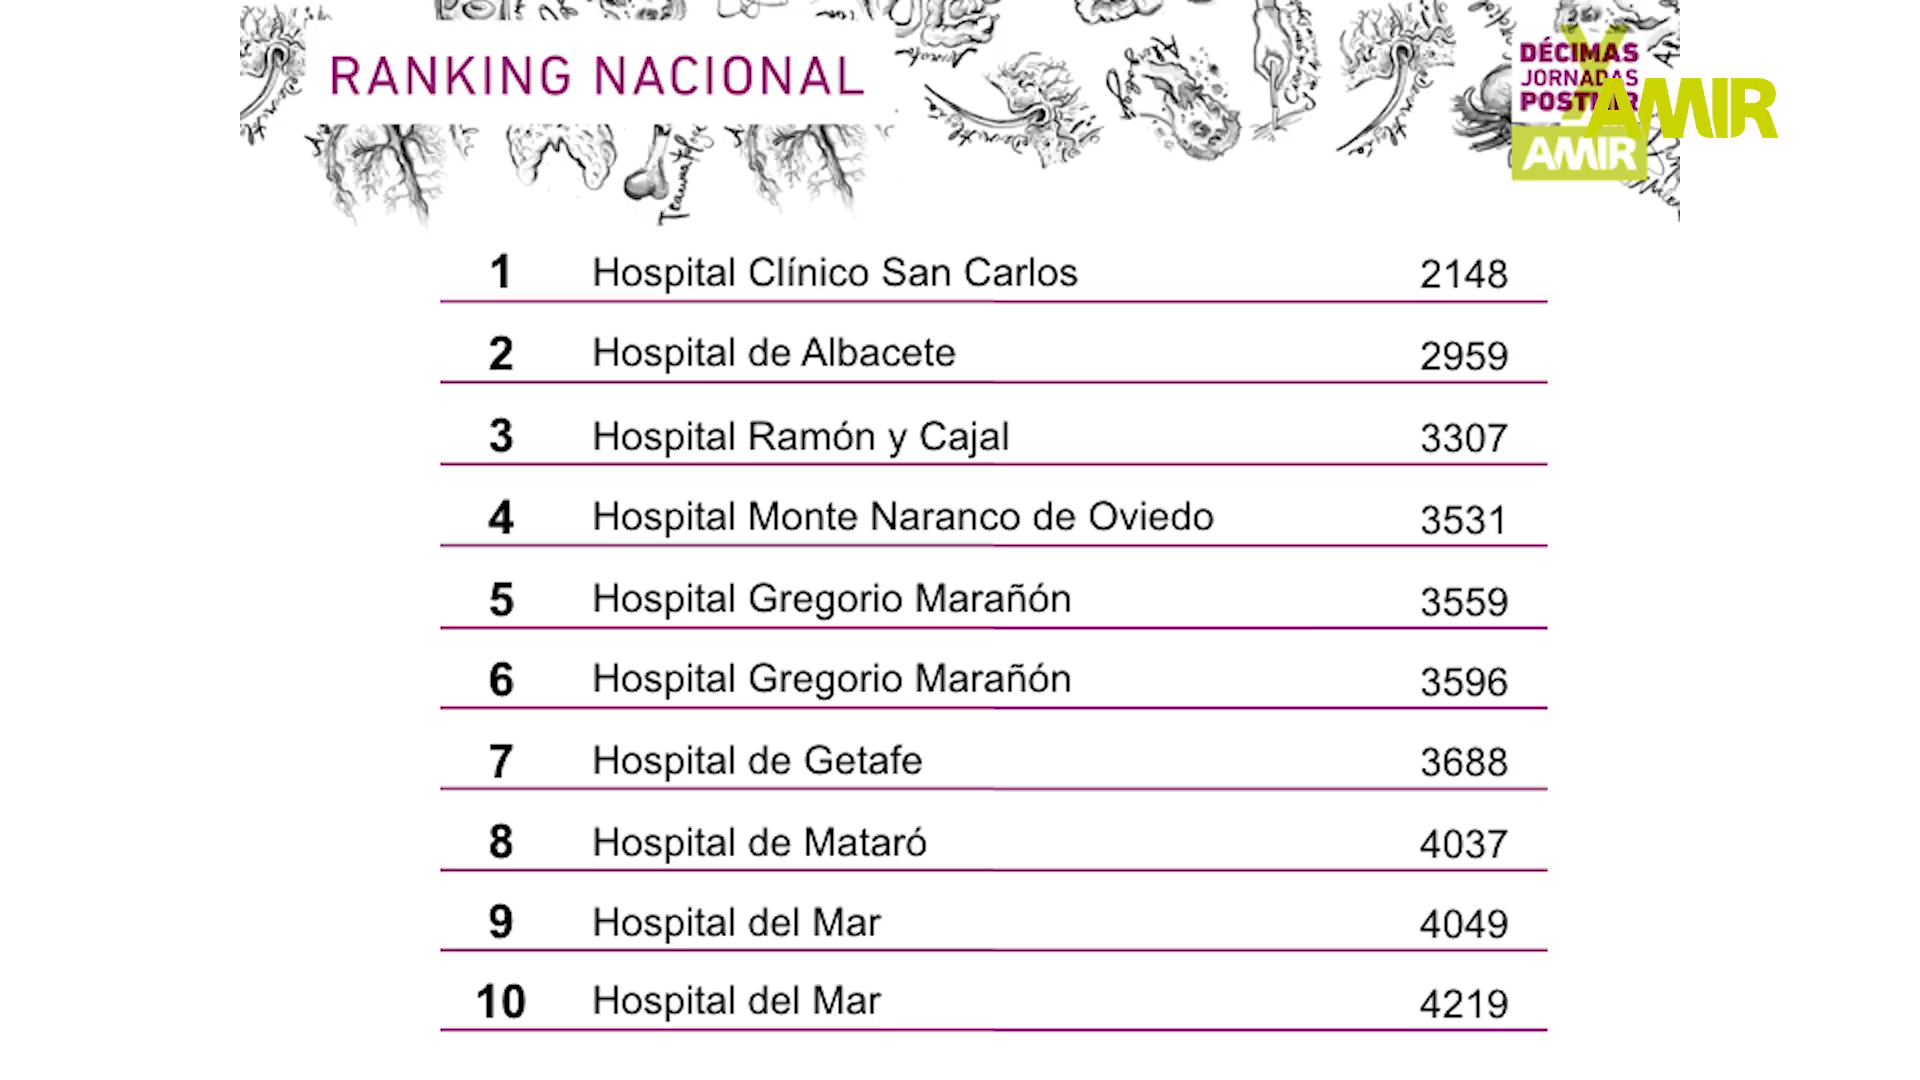 RANKING NACIONAL
DÉCIMAS
JORNADAS
AMIR
AMIR
1 Hospital Clínico San Carlos 2148
2 Hospital de Albacete 2959
3 Hospital Ramón y Cajal 3307
4 Hospital Monte Naranco de Oviedo 3531
5 Hospital Gregorio Marañón 3559
6 Hospital Gregorio Marañón 3596
7 Hospital de Getafe 3688
8 Hospital de Mataró 4037
9 Hospital del Mar 4049
10 Hospital del Mar 4219